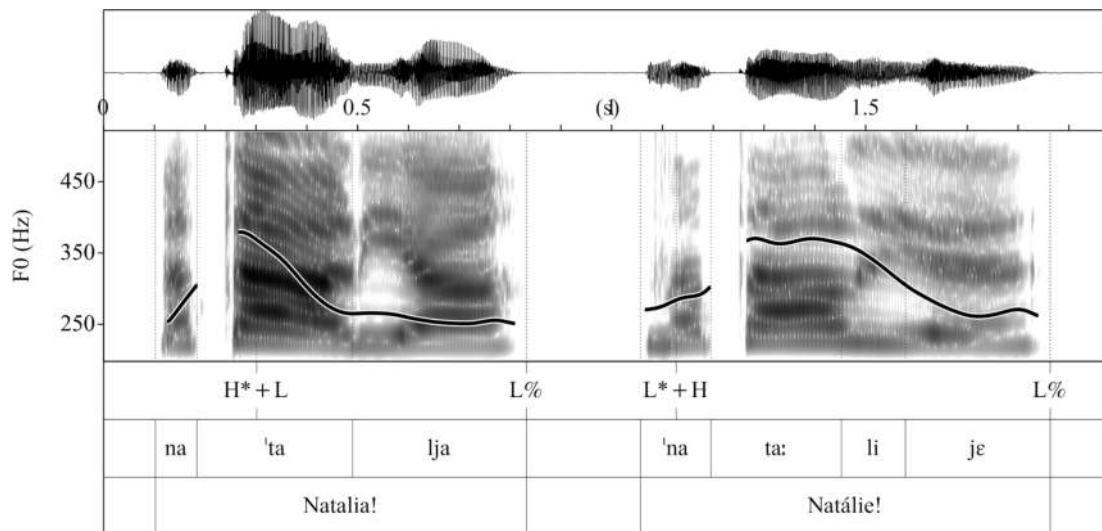 0 0.5 (s) 1 1.5
450
350
250
F0 (Hz)
H* + L L% L* + H L%
na ˈta lja ˈna taː li jɛ
Natalia! Natálie!